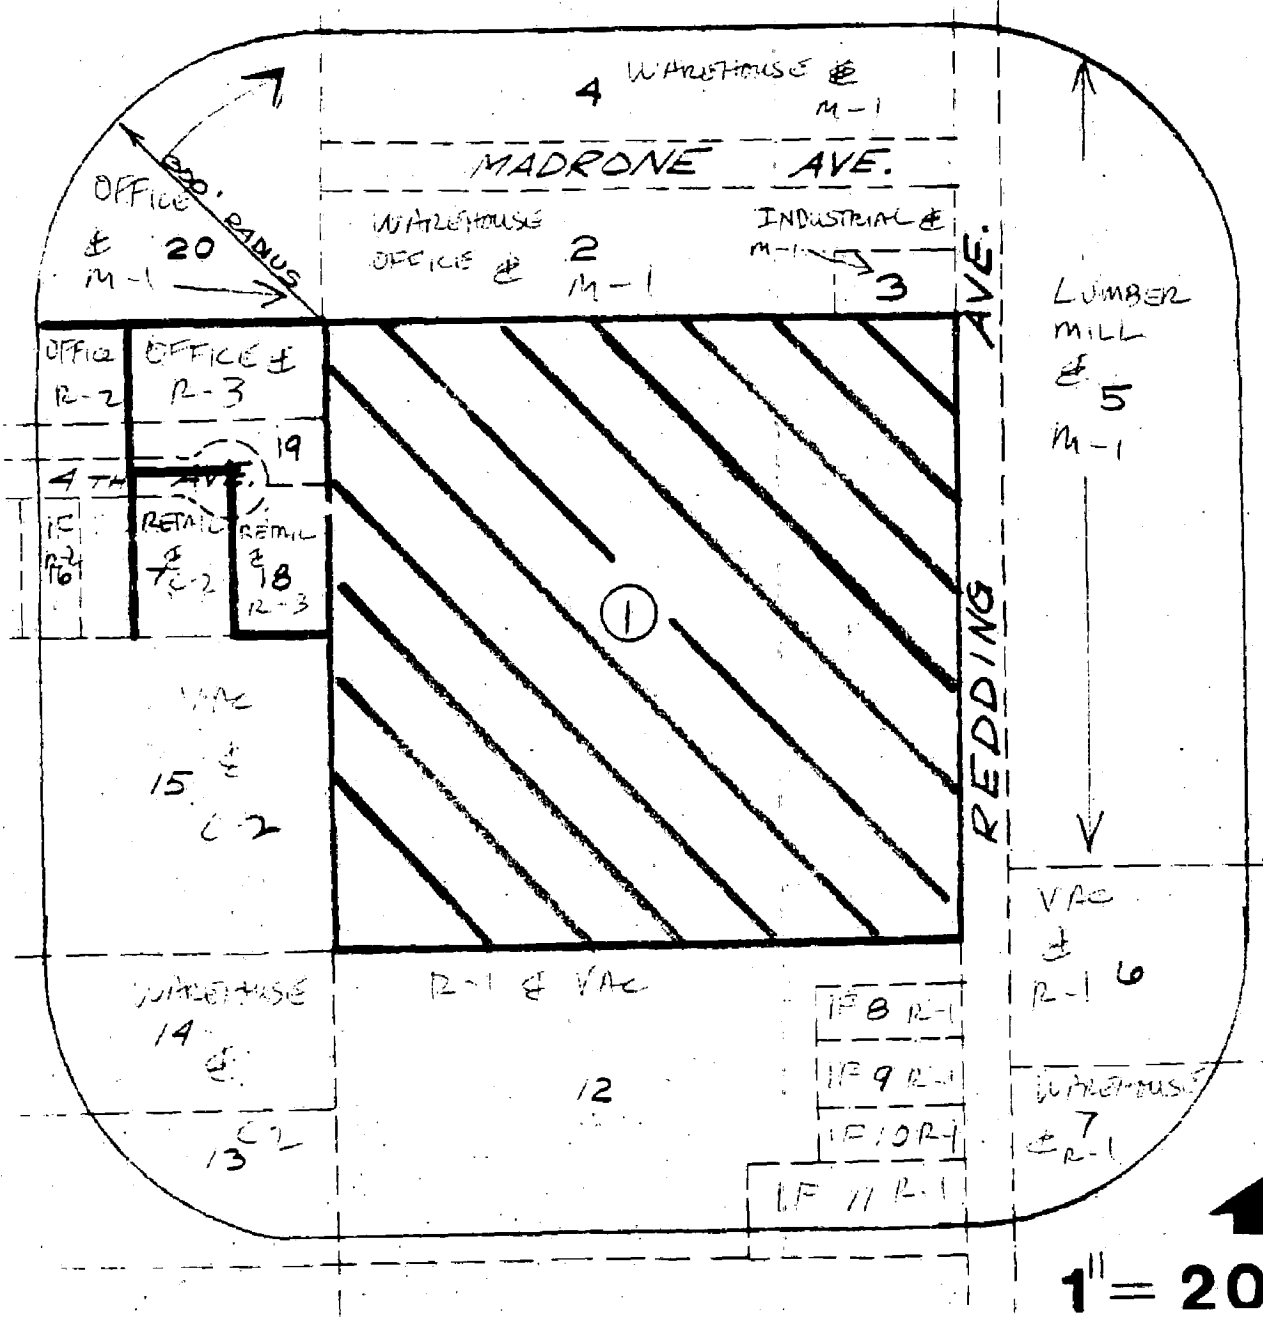 4 WAREHOUSE &
M-1
MADRONE AVE.
OFFICE
& 20
M-1
RADIUS
WAREHOUSE
OFFICE & 2
M-1
INDUSTRIAL &
M-1
3
REDDING AVE.
LUMBER
MILL
& 5
M-1
OFFICE
R-2
OFFICE &
R-3
19
4TH AVE.
1F
RETAIL
&
7 C-2
RETAIL
&
18
R-3
1
VAC
&
15
C-2
VAC
&
R-1 6
WAREHOUSE
14
&
C-2
13
R-1 & VAC
12
1F 8 R-1
1F 9 R-1
1F 10 R-1
1F 11 R-1
WAREHOUSE
& 7
R-1
1" = 20